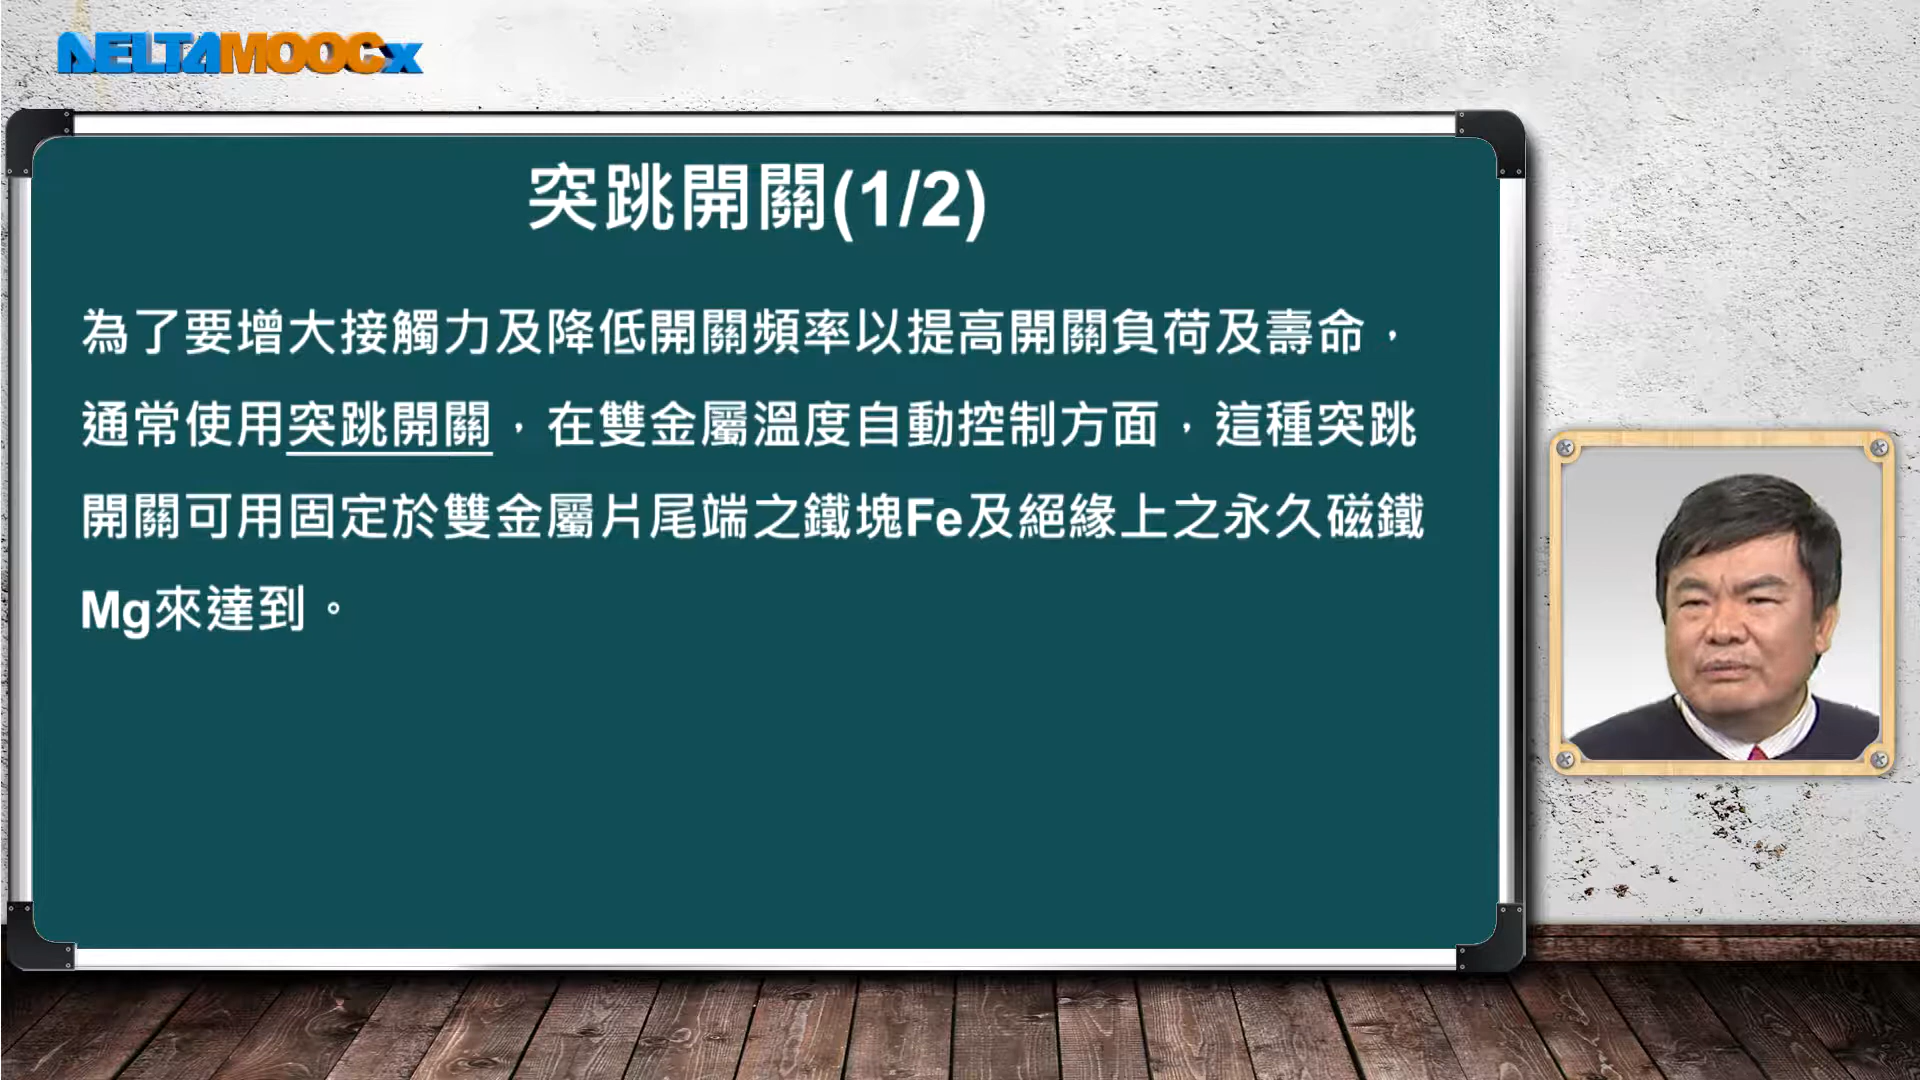 DELTAMOOCx
突跳開關(1/2)
為了要增大接觸力及降低開關頻率以提高開關負荷及壽命，
通常使用突跳開關，在雙金屬溫度自動控制方面，這種突跳
開關可用固定於雙金屬片尾端之鐵塊Fe及絕緣上之永久磁鐵
Mg來達到。